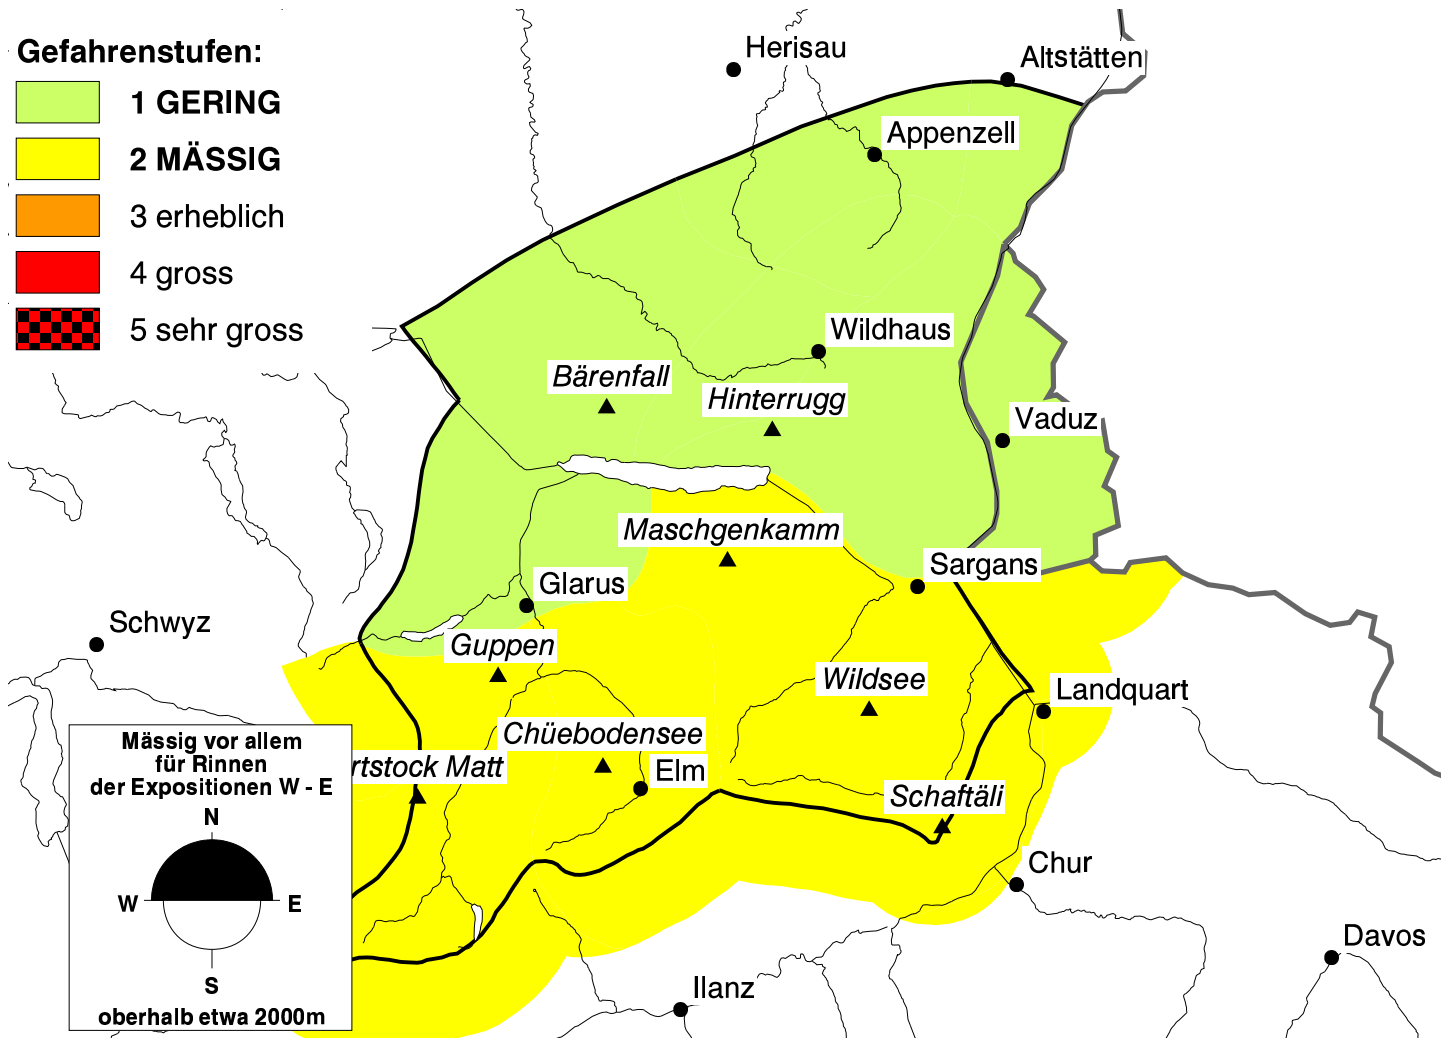 Gefahrenstufen:
1 GERING
2 MÄSSIG
3 erheblich
4 gross
5 sehr gross
Herisau
Altstätten
Appenzell
Wildhaus
Bärenfall
Hinterrugg
Vaduz
Maschgenkamm
Sargans
Glarus
Schwyz
Guppen
Wildsee
Landquart
Chüebodensee
rtstock Matt
Elm
Schaftäli
Chur
Davos
Ilanz
Mässig vor allem
für Rinnen
der Expositionen W - E
N
W
E
S
oberhalb etwa 2000m